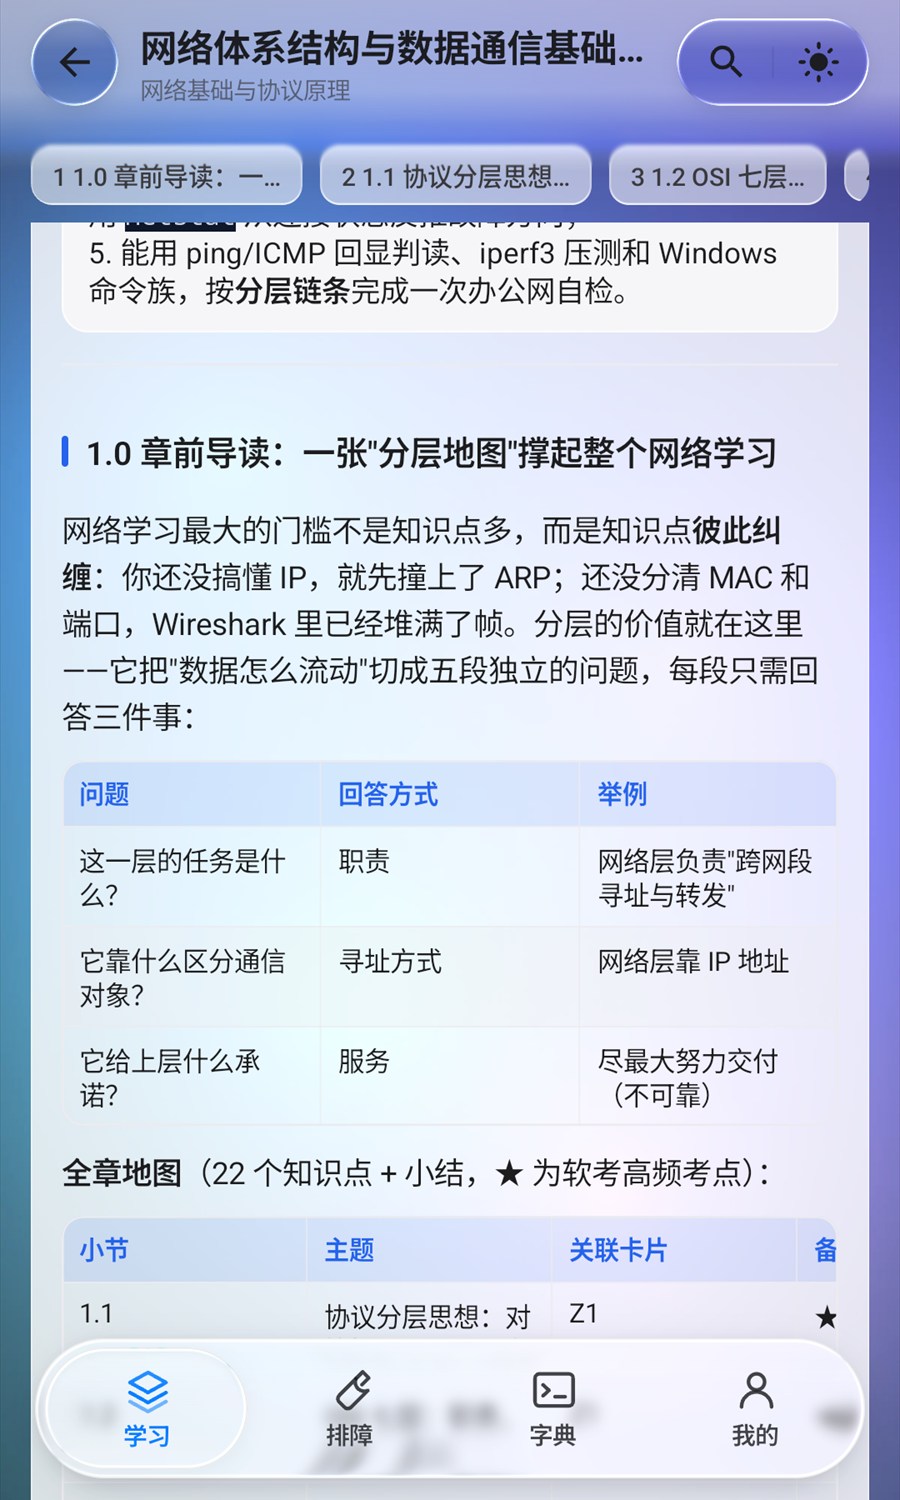 网络体系结构与数据通信基础...
网络基础与协议原理
1 1.0 章前导读：一...
2 1.1 协议分层思想...
3 1.2 OSI 七层...
5. 能用 ping/ICMP 回显判读、iperf3 压测和 Windows
命令族，按分层链条完成一次办公网自检。
1.0 章前导读：一张"分层地图"撑起整个网络学习
网络学习最大的门槛不是知识点多，而是知识点彼此纠
缠：你还没搞懂 IP，就先撞上了 ARP；还没分清 MAC 和
端口，Wireshark 里已经堆满了帧。分层的价值就在这里
——它把"数据怎么流动"切成五段独立的问题，每段只需回
答三件事：
问题
回答方式
举例
这一层的任务是什
么？
职责
网络层负责"跨网段
寻址与转发"
它靠什么区分通信
对象？
寻址方式
网络层靠 IP 地址
它给上层什么承
诺？
服务
尽最大努力交付
（不可靠）
全章地图（22 个知识点 + 小结，★ 为软考高频考点）：
小节
主题
关联卡片
备
1.1
协议分层思想：对
Z1
★
学习
排障
字典
我的